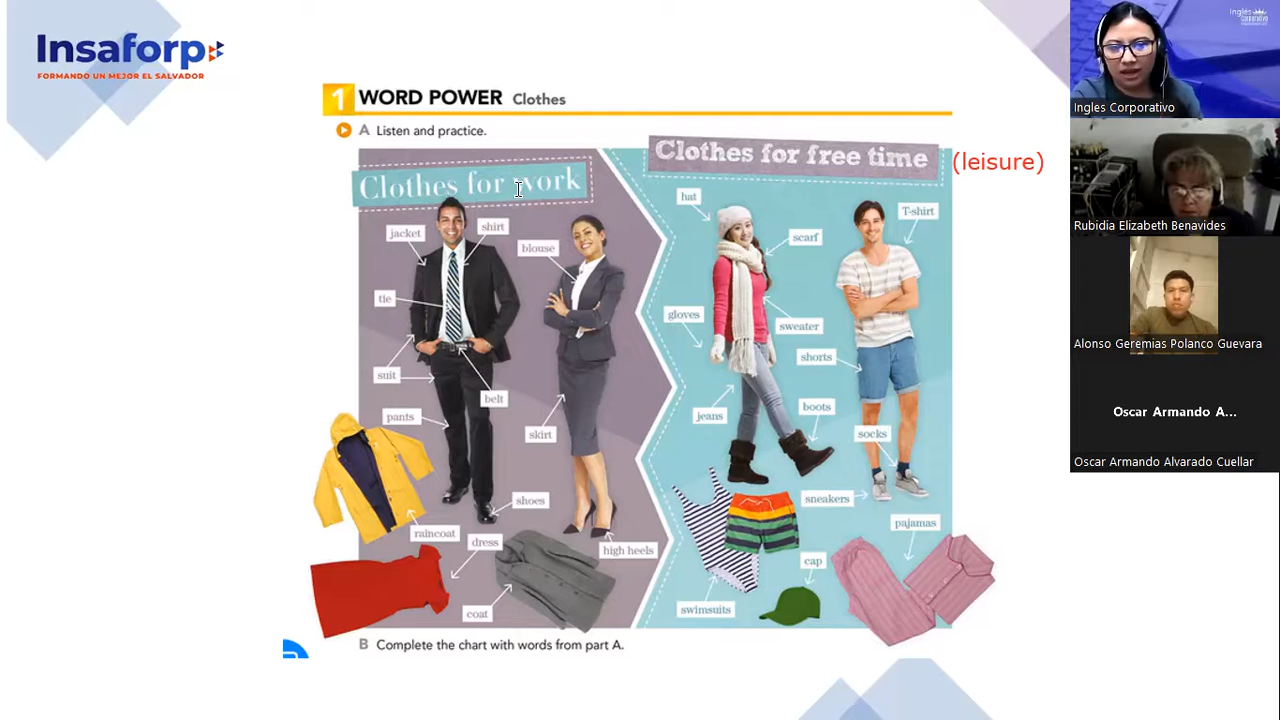 Insaforp
FORMANDO UN MEJOR EL SALVADOR
1 WORD POWER Clothes
A Listen and practice.
Clothes for work
jacket
shirt
blouse
tie
suit
belt
pants
skirt
shoes
raincoat
dress
high heels
coat
Clothes for free time
(leisure)
hat
T-shirt
scarf
gloves
sweater
shorts
jeans
boots
socks
sneakers
pajamas
cap
swimsuits
B Complete the chart with words from part A.
Inglés
Corporativo
Ingles Corporativo
Rubidia Elizabeth Benavides
Alonso Geremias Polanco Guevara
Oscar Armando A...
Oscar Armando Alvarado Cuellar